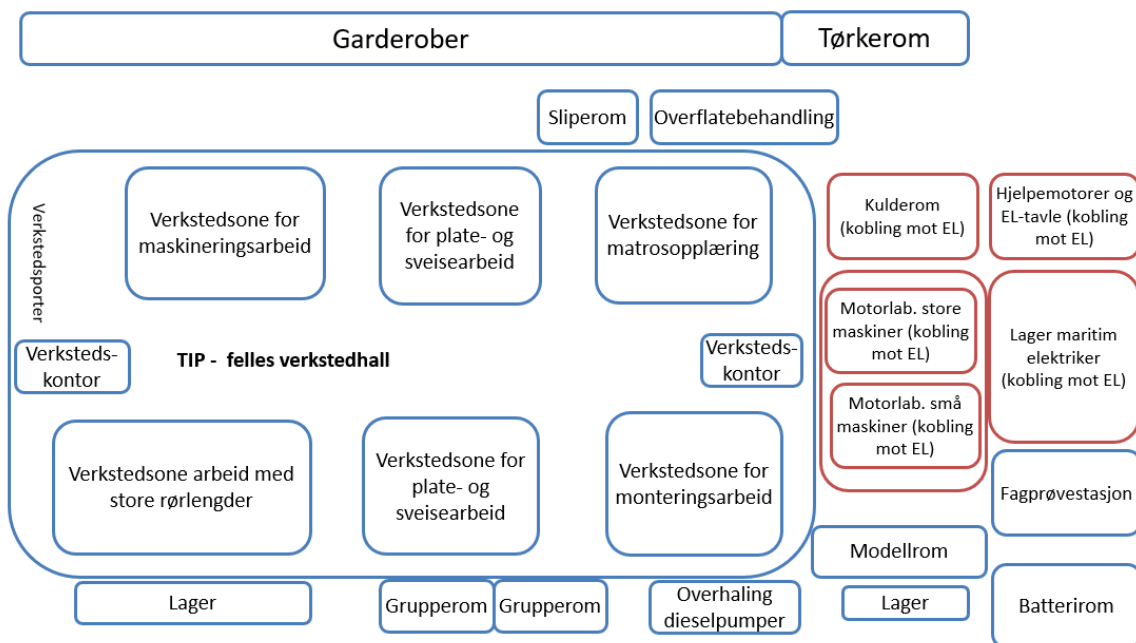 Garderober
Tørkerom
Sliperom
Overflatebehandling
Verkstedsporter
Verkstedsone for
maskineringsarbeid
Verkstedsone
for plate- og
sveisearbeid
Verkstedsone for
matrosopplæring
Kulderom
(kobling mot EL)
Hjelpemotorer og
EL-tavle (kobling
mot EL)
Verksteds-
kontor
TIP -  felles verkstedhall
Verksteds-
kontor
Motorlab. store
maskiner (kobling
mot EL)
Lager maritim
elektriker
(kobling mot EL)
Motorlab. små
maskiner (kobling
mot EL)
Verkstedsone arbeid med
store rørlengder
Verkstedsone for
plate- og
sveisearbeid
Verkstedsone for
monteringsarbeid
Fagprøvestasjon
Modellrom
Lager
Grupperom
Grupperom
Overhaling
dieselpumper
Lager
Batterirom